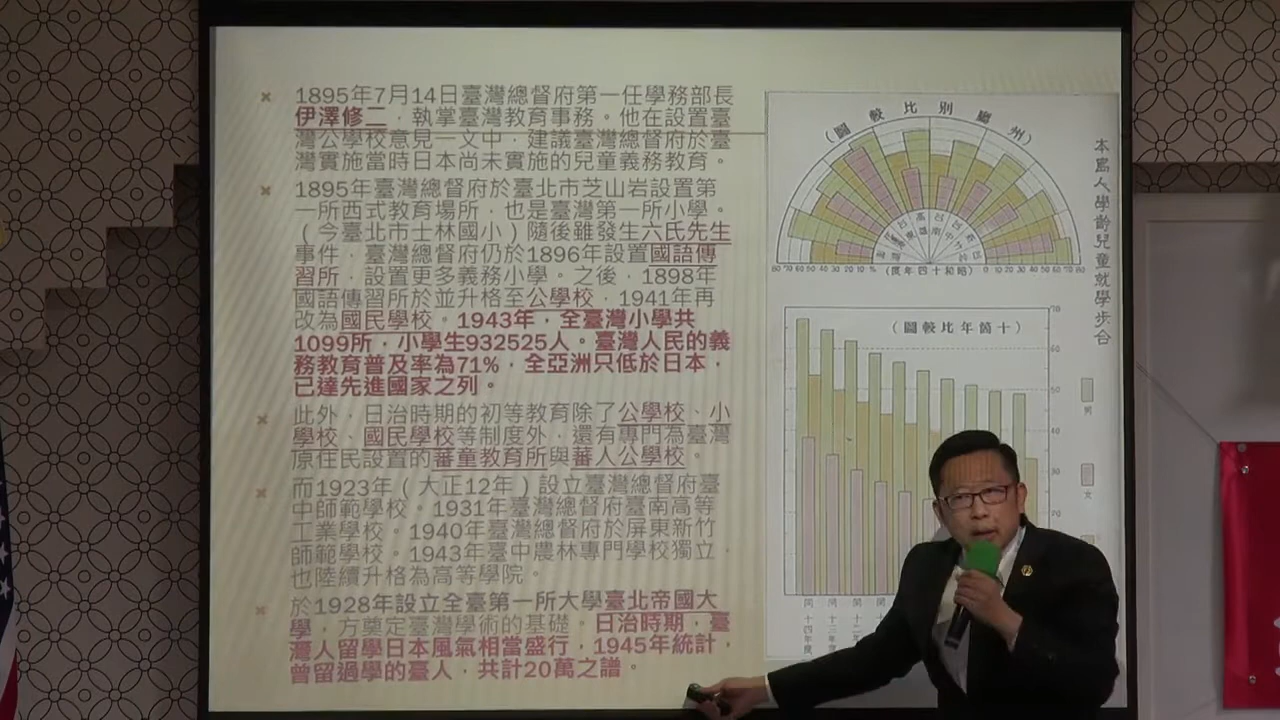 1895年7月14日臺灣總督府第一任學務部長
伊澤修二，執掌臺灣教育事務。他在設置臺
灣公學校意見一文中，建議臺灣總督府於臺
灣實施當時日本尚未實施的兒童義務教育。
1895年臺灣總督府於臺北市芝山岩設置第
一所西式教育場所，也是臺灣第一所小學。
（今臺北市士林國小）隨後雖發生六氏先生
事件，臺灣總督府仍於1896年設置國語傳
習所，設置更多義務小學。之後，1898年
國語傳習所於並升格至公學校，1941年再
改為國民學校。1943年，全臺灣小學共
1099所，小學生932525人。臺灣人民的義
務教育普及率為71%，全亞洲只低於日本，
已達先進國家之列。
此外，日治時期的初等教育除了公學校、小
學校、國民學校等制度外，還有專門為臺灣
原住民設置的蕃童教育所與蕃人公學校。
而1923年（大正12年）設立臺灣總督府臺
中師範學校。1931年臺灣總督府臺南高等
工業學校。1940年臺灣總督府於屏東新竹
師範學校。1943年臺中農林專門學校獨立，
也陸續升格為高等學院。
於1928年設立全臺第一所大學臺北帝國大
學，方奠定臺灣學術的基礎。日治時期，臺
灣人留學日本風氣相當盛行，1945年統計，
曾留過學的臺人，共計20萬之譜。
（圖較比別廳州）
（度年四十和昭）
本島人學齡兒童就學步合
（圖較比年箇十）
70
60
50
40
男
女